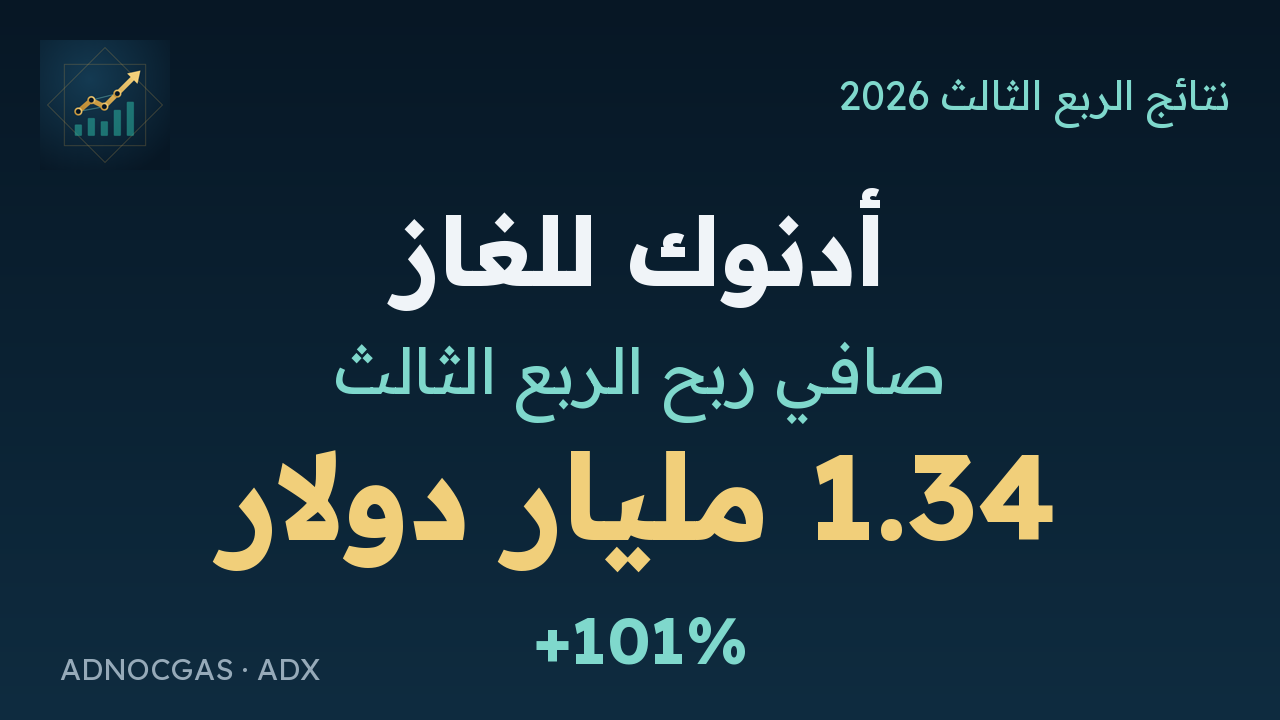 نتائج الربع الثالث 2026
أدنوك للغاز
صافي ربح الربع الثالث
1.34 مليار دولار
+101%
ADNOCGAS · ADX